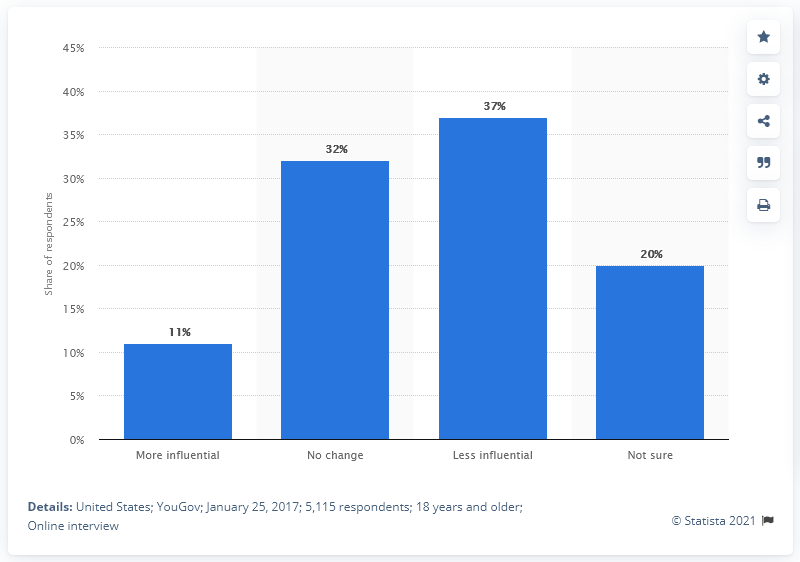 45%
40%
35%
30%
25%
20%
15%
10%
5%
0%
Share of respondents
11%
32%
37%
20%
More influential
No change
Less influential
Not sure
Details: United States; YouGov; January 25, 2017; 5,115 respondents; 18 years and older;
Online interview
© Statista 2021